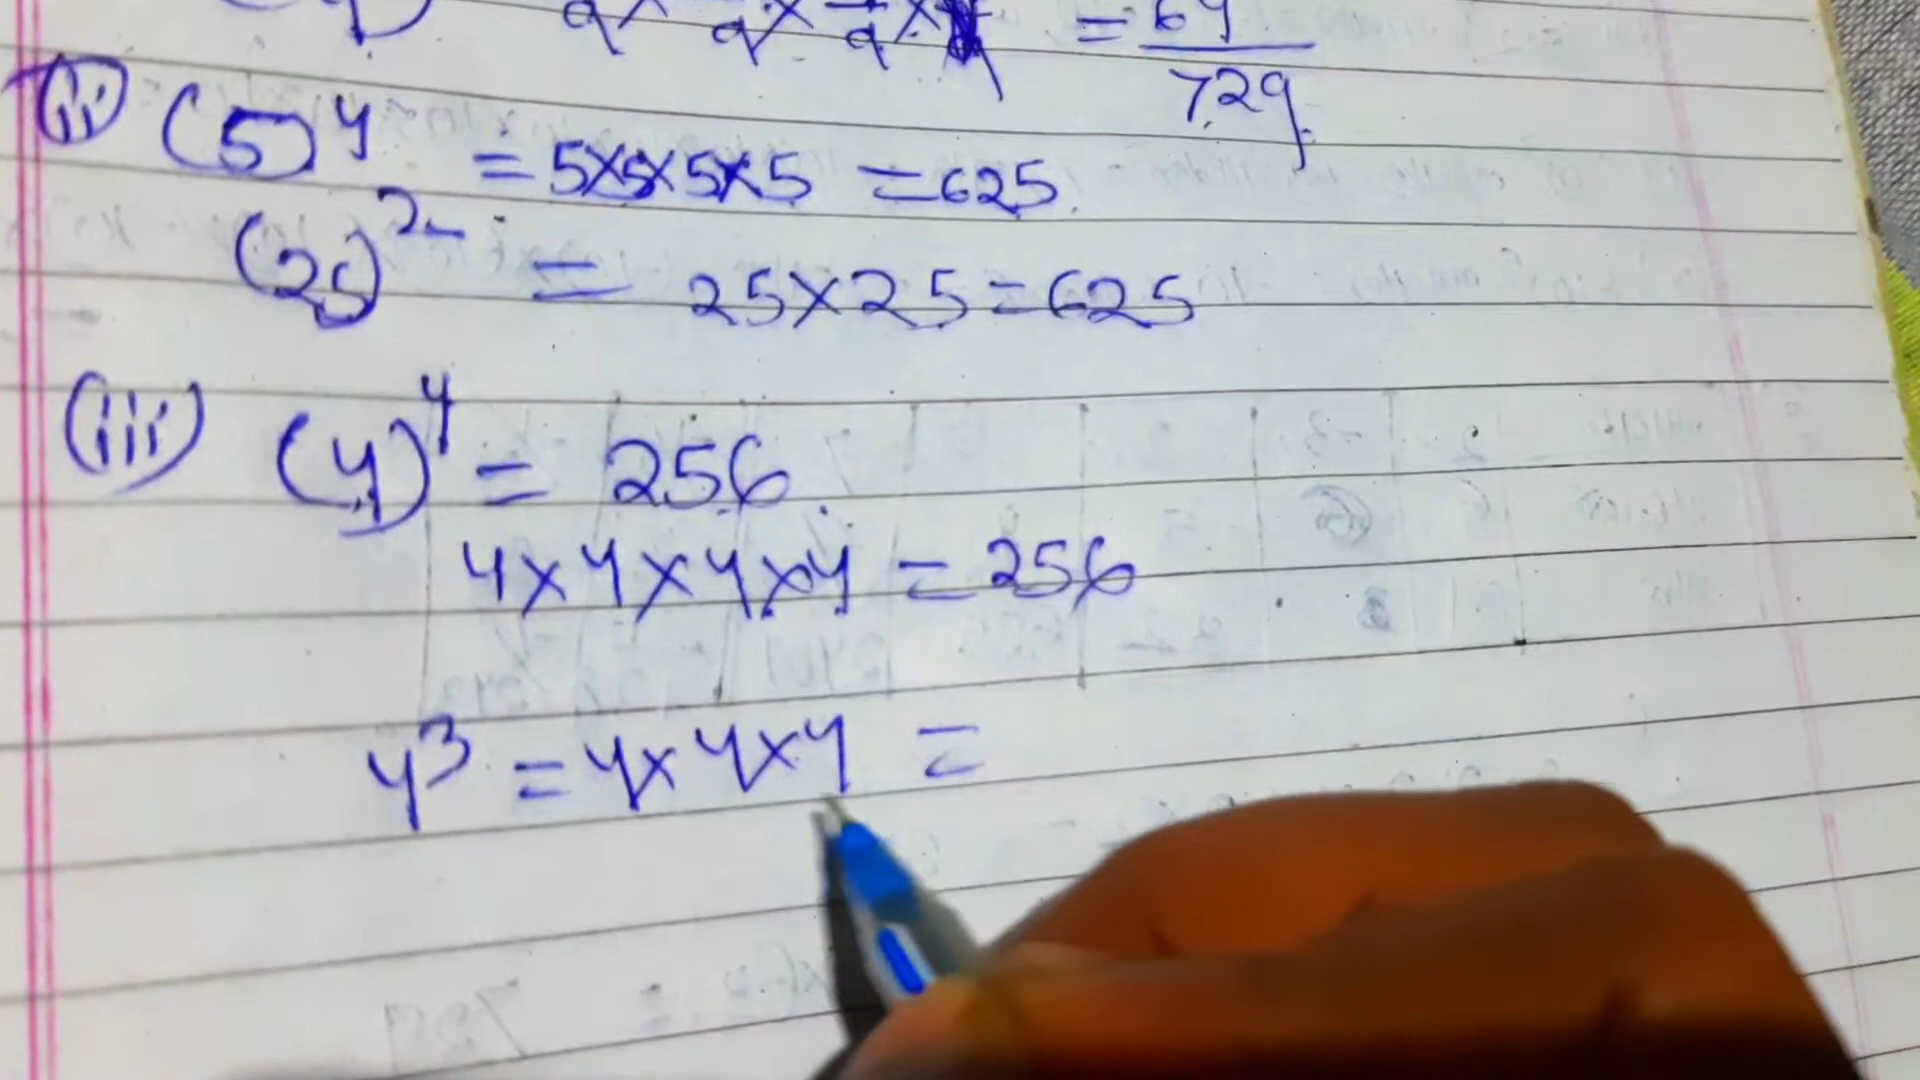 = 64
729
(ii) (5)4 = 5×5×5×5 = 625
(25)2 = 25×25 = 625
(iii) (4)4 = 256
4×4×4×4 = 256
43 = 4×4×4 =